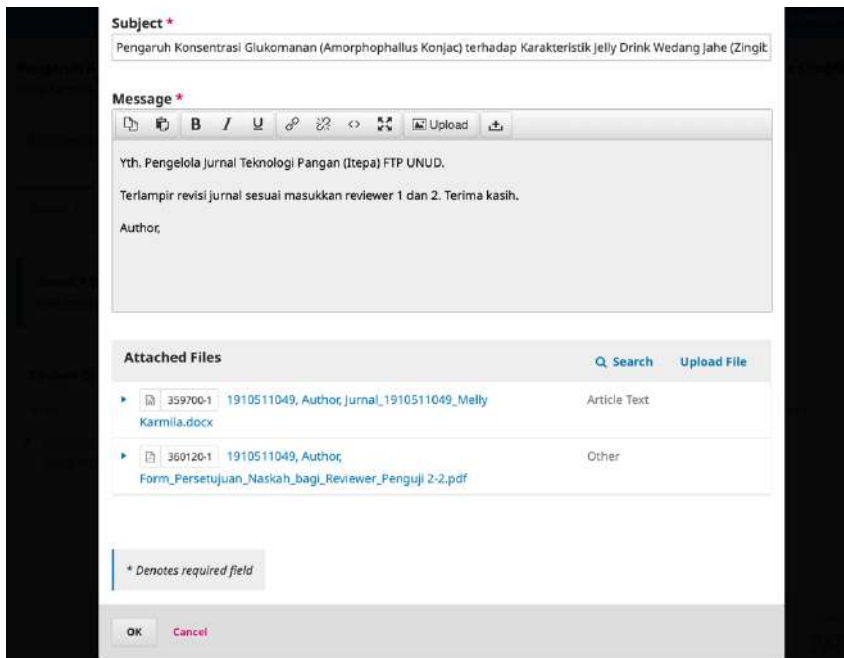 Subject *
Pengaruh Konsentrasi Glukomanan (Amorphophallus Konjac) terhadap Karakteristik Jelly Drink Wedang Jahe (Zingit
Message *
B I U Upload
Yth. Pengelola Jurnal Teknologi Pangan (Itepa) FTP UNUD.
Terlampir revisi jurnal sesuai masukkan reviewer 1 dan 2. Terima kasih.
Author,
Attached Files Search Upload File
359700-1 1910511049, Author, Jurnal_1910511049_Melly Article Text
Karmila.docx
360120-1 1910511049, Author, Other
Form_Persetujuan_Naskah_bagi_Reviewer_Penguji 2-2.pdf
* Denotes required field
OK Cancel